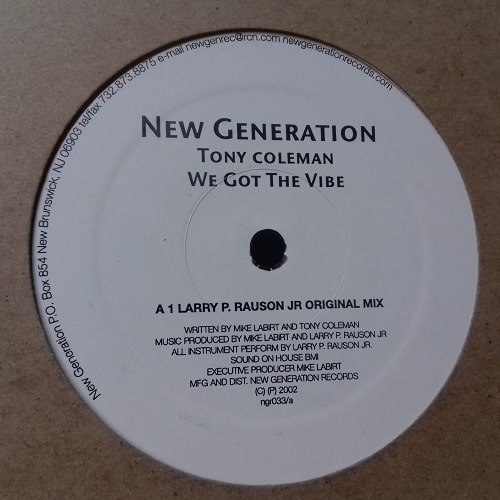 New Generation P.O. Box 854 New Brunswick, NJ 06903 tel/fax 732.873.8875 e-mail newgenrec@rcn.com newgenerationrecords.com
NEW GENERATION
TONY COLEMAN
WE GOT THE VIBE
A 1 LARRY P. RAUSON JR ORIGINAL MIX
WRITTEN BY MIKE LABIRT AND TONY COLEMAN
MUSIC PRODUCED BY MIKE LABIRT AND LARRY P. RAUSON JR
ALL INSTRUMENT PERFORM BY LARRY P. RAUSON JR.
SOUND ON HOUSE BMI
EXECUTIVE PRODUCER MIKE LABIRT
MFG AND DIST. NEW GENERATION RECORDS
(C) (P) 2002
ngr033/a